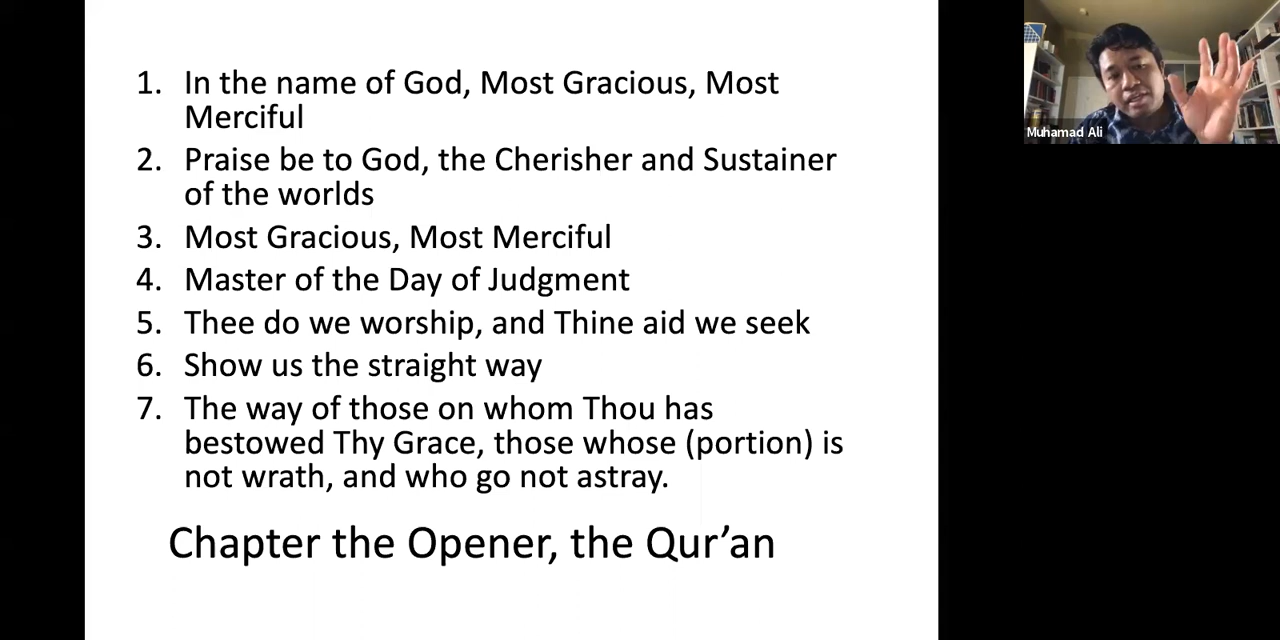 1. In the name of God, Most Gracious, Most
Merciful
2. Praise be to God, the Cherisher and Sustainer
of the worlds
3. Most Gracious, Most Merciful
4. Master of the Day of Judgment
5. Thee do we worship, and Thine aid we seek
6. Show us the straight way
7. The way of those on whom Thou has
bestowed Thy Grace, those whose (portion) is
not wrath, and who go not astray.
Chapter the Opener, the Qur’an
Muhamad Ali